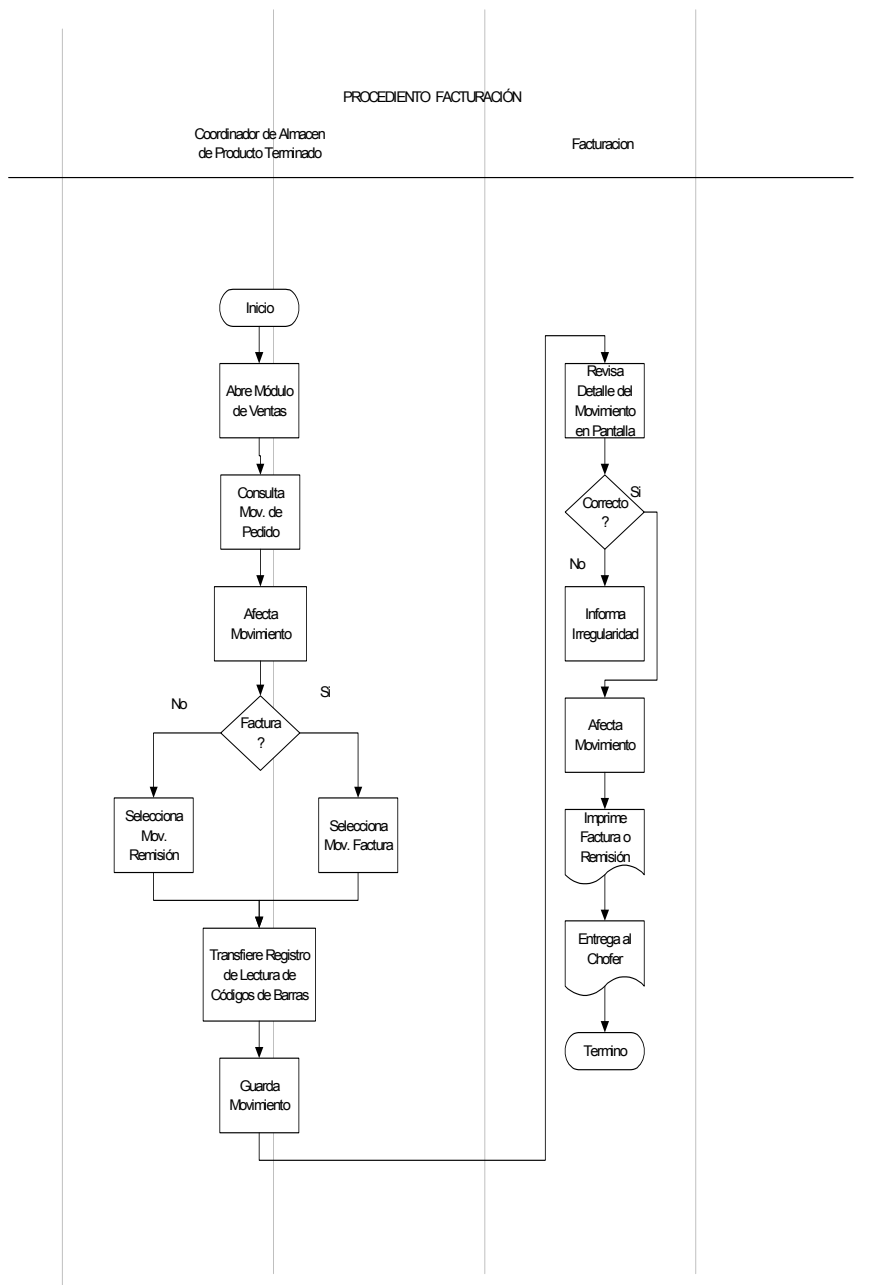 PROCEDIENTO FACTURACIÓN
Coordinador de Almacen
de Producto Terminado
Facturacion
Inicio
Abre Módulo
de Ventas
Consulta
Mov. de
Pedido
Afecta
Movimiento
Factura
?
No
Si
Selecciona
Mov.
Remisión
Selecciona
Mov. Factura
Transfiere Registro
de Lectura de
Códigos de Barras
Guarda
Movimiento
Revisa
Detalle del
Movimiento
en Pantalla
Correcto
?
Si
No
Informa
Irregularidad
Afecta
Movimiento
Imprime
Factura o
Remisión
Entrega al
Chofer
Termino